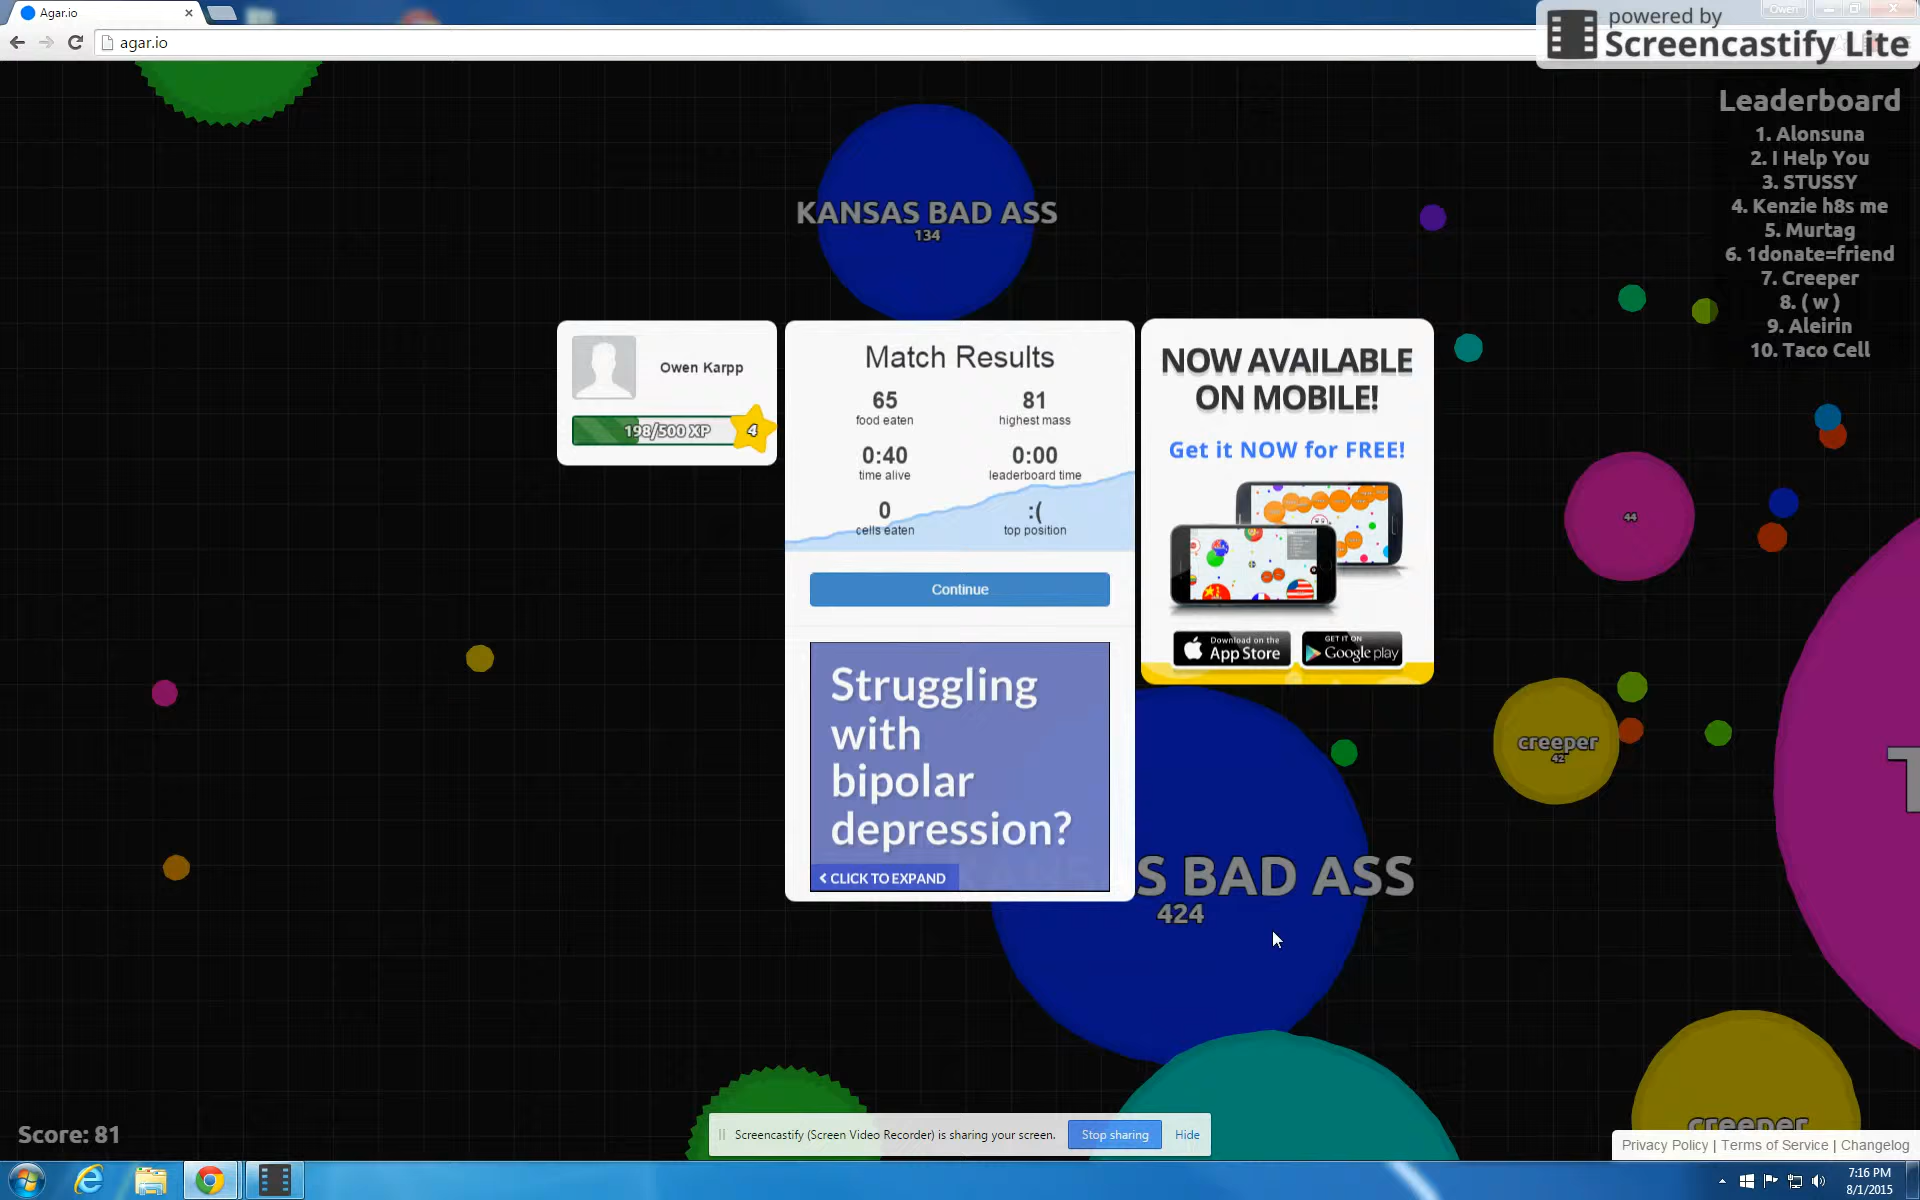 Agar.io
Owen
agar.io
powered by
Screencastify Lite
Leaderboard
1. Alonsuna
2. I Help You
3. STUSSY
4. Kenzie h8s me
5. Murtag
6. 1donate=friend
7. Creeper
8. ( w )
9. Aleirin
10. Taco Cell
KANSAS BAD ASS
134
Owen Karpp
198/500 XP
4
Match Results
65
food eaten
81
highest mass
0:40
time alive
0:00
leaderboard time
0
cells eaten
:(
top position
Continue
NOW AVAILABLE
ON MOBILE!
Get it NOW for FREE!
Download on the
App Store
GET IT ON
Google play
44
creeper
42
Struggling
with
bipolar
depression?
< CLICK TO EXPAND
S BAD ASS
424
T
creeper
Score: 81
Screencastify (Screen Video Recorder) is sharing your screen.
Stop sharing
Hide
Privacy Policy | Terms of Service | Changelog
7:16 PM
8/1/2015